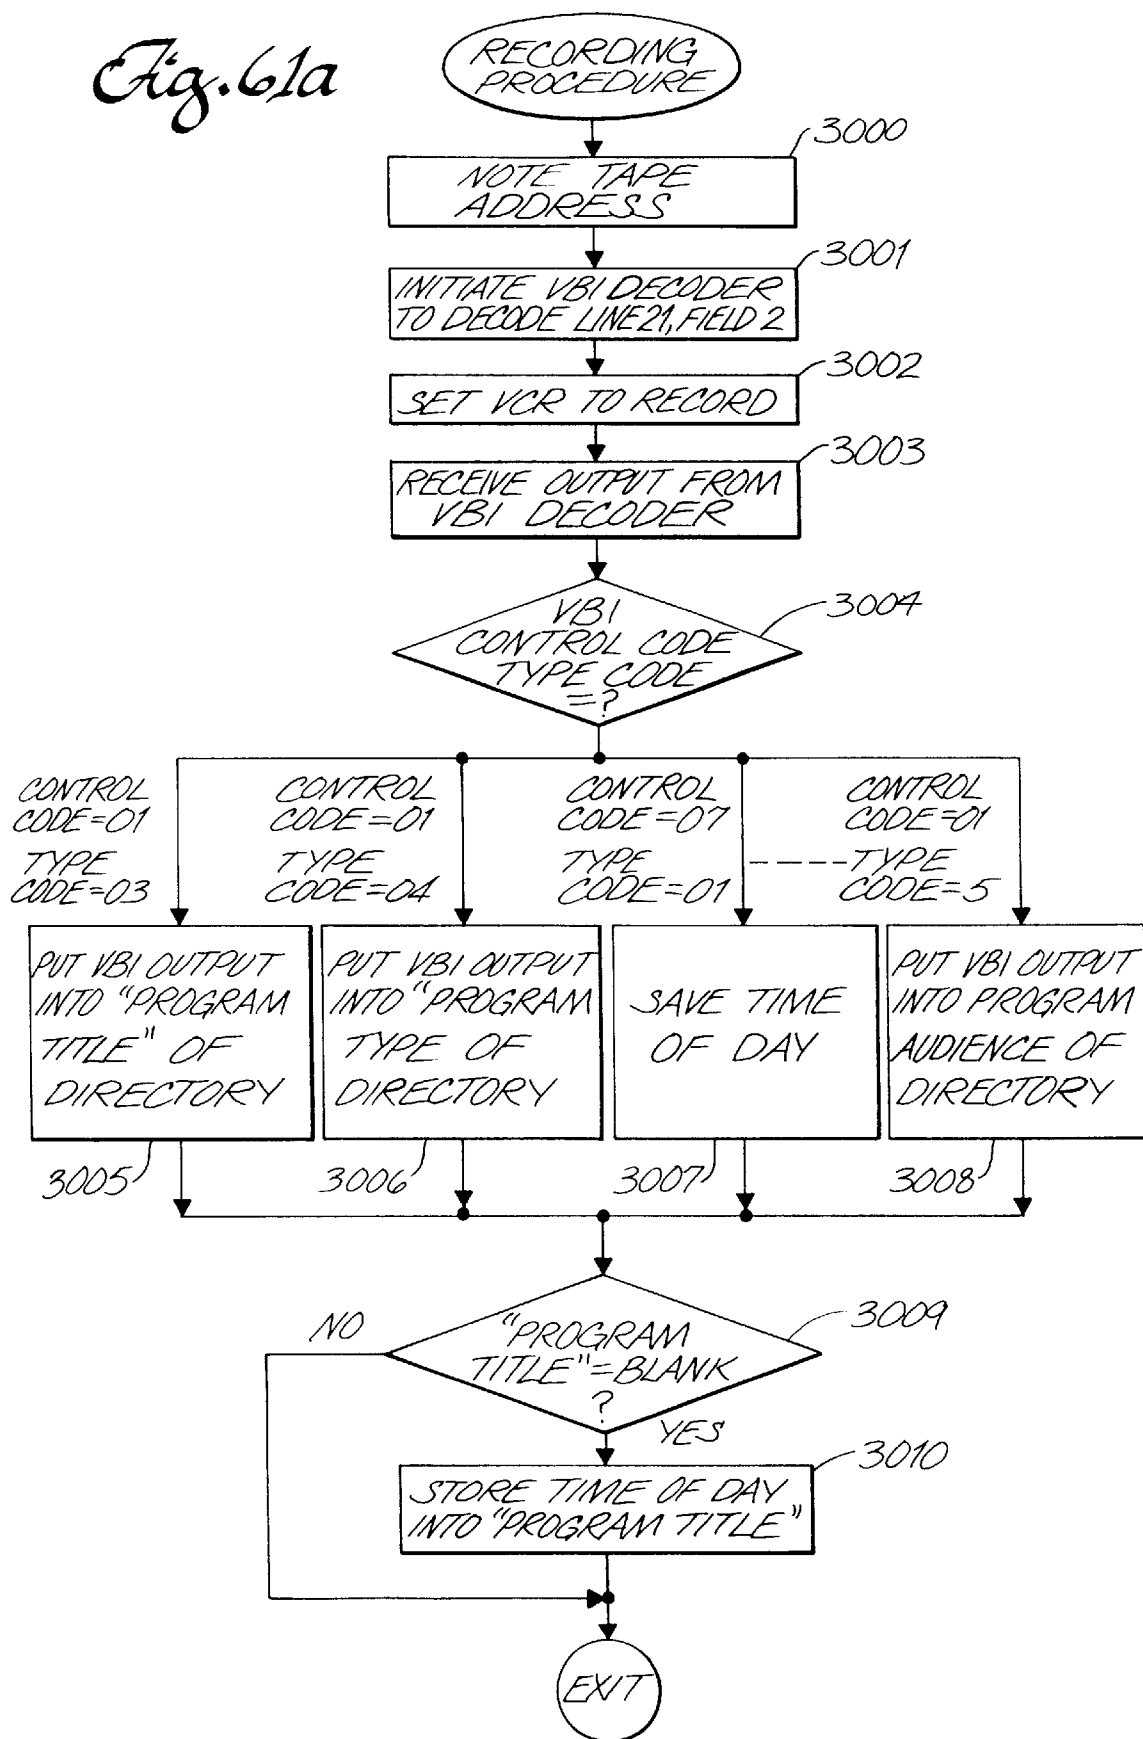 Fig. 61a
RECORDING
PROCEDURE
3000
NOTE TAPE
ADDRESS
3001
INITIATE VBI DECODER
TO DECODE LINE 21, FIELD 2
3002
SET VCR TO RECORD
3003
RECEIVE OUTPUT FROM
VBI DECODER
3004
VBI
CONTROL CODE
TYPE CODE
=?
CONTROL
CODE=01
TYPE
CODE=03
CONTROL
CODE=01
TYPE
CODE=04
CONTROL
CODE=07
TYPE
CODE=01
CONTROL
CODE=01
TYPE
CODE=5
PUT VBI OUTPUT
INTO "PROGRAM
TITLE" OF
DIRECTORY
PUT VBI OUTPUT
INTO "PROGRAM
TYPE OF
DIRECTORY
SAVE TIME
OF DAY
PUT VBI OUTPUT
INTO PROGRAM
AUDIENCE OF
DIRECTORY
3005
3006
3007
3008
3009
NO
"PROGRAM
TITLE"=BLANK
?
YES
3010
STORE TIME OF DAY
INTO "PROGRAM TITLE"
EXIT